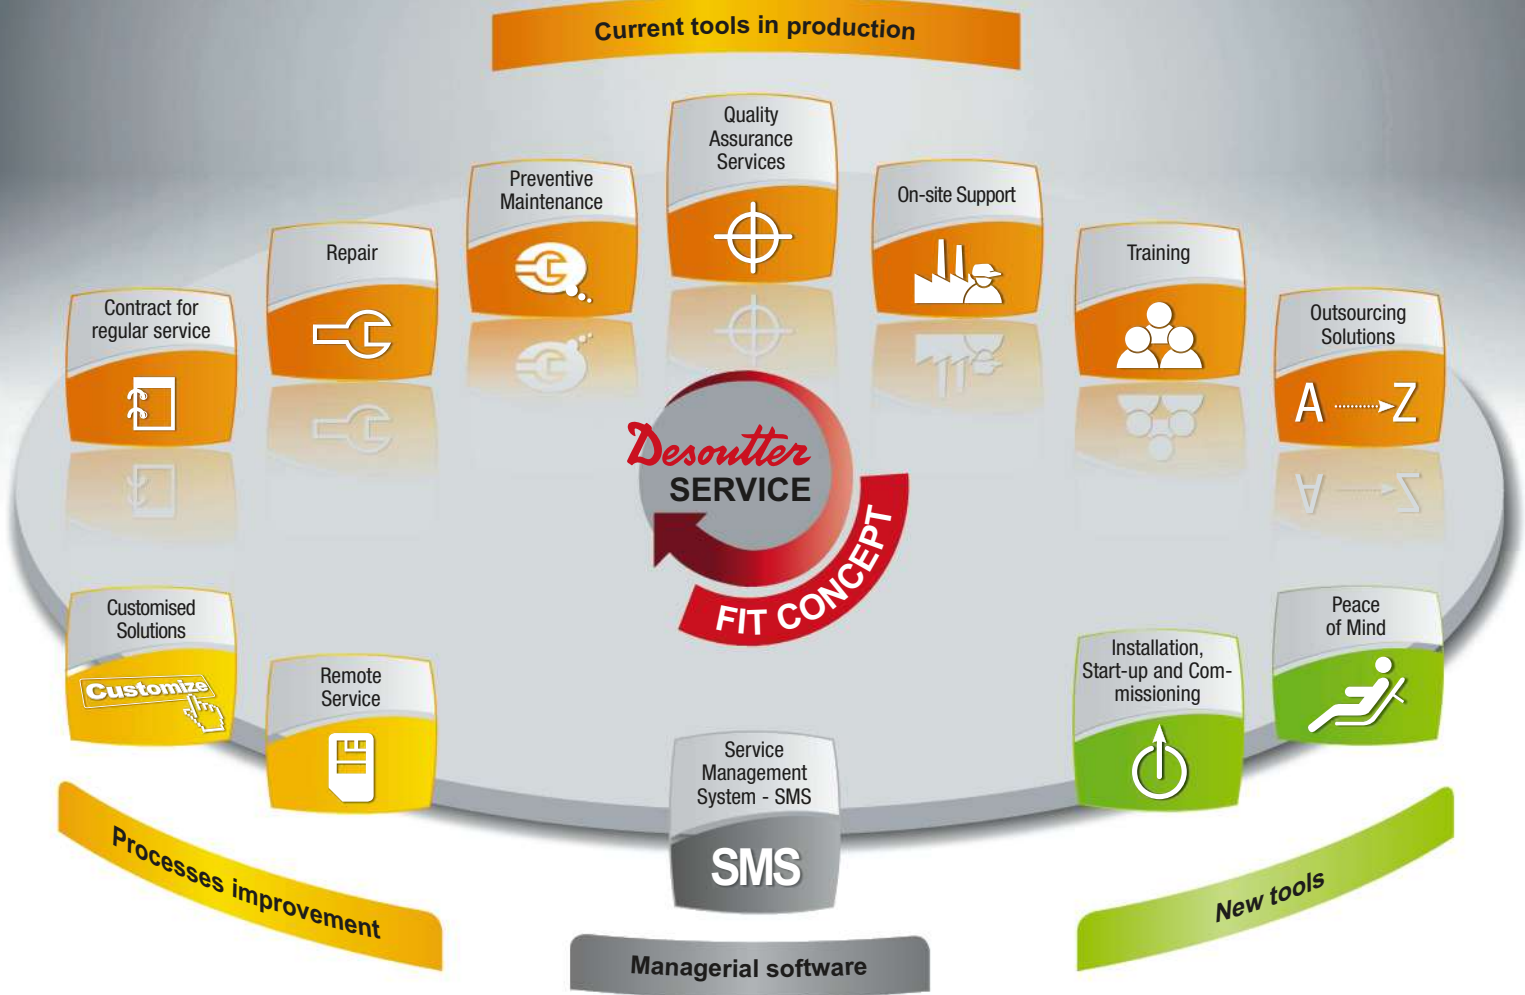 Current tools in production
Quality
Assurance
Services
Preventive
Maintenance
On-site Support
Repair
Training
Contract for
regular service
Outsourcing
Solutions
A
Z
Desoutter
SERVICE
FIT CONCEPT
Customised
Solutions
Customize
Remote
Service
Installation,
Start-up and Com-
missioning
Peace
of Mind
Service
Management
System - SMS
SMS
Processes improvement
Managerial software
New tools